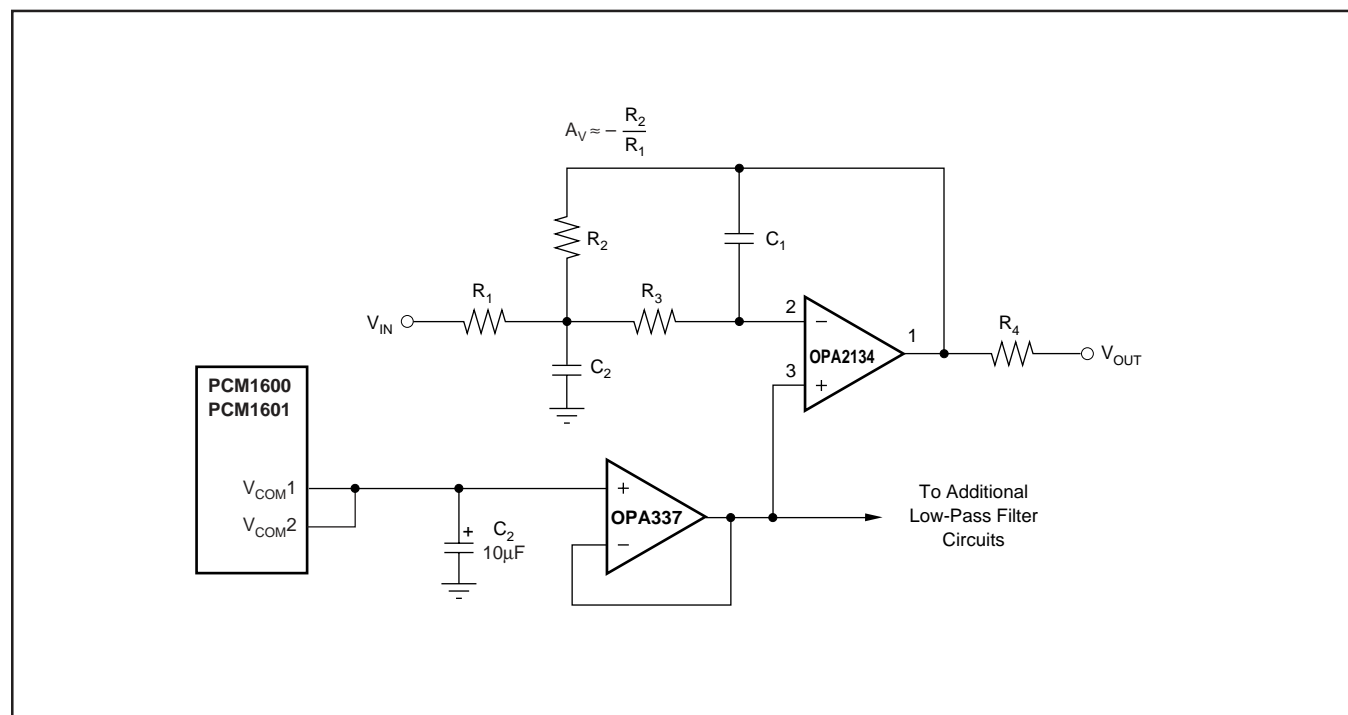 A_V ≈ − R_2 / R_1
R_2
C_1
R_1
R_3
V_IN
2
−
OPA2134
1
R_4
V_OUT
3
+
C_2
PCM1600
PCM1601
V_COM1
V_COM2
+
C_2
10μF
+
OPA337
−
To Additional
Low-Pass Filter
Circuits